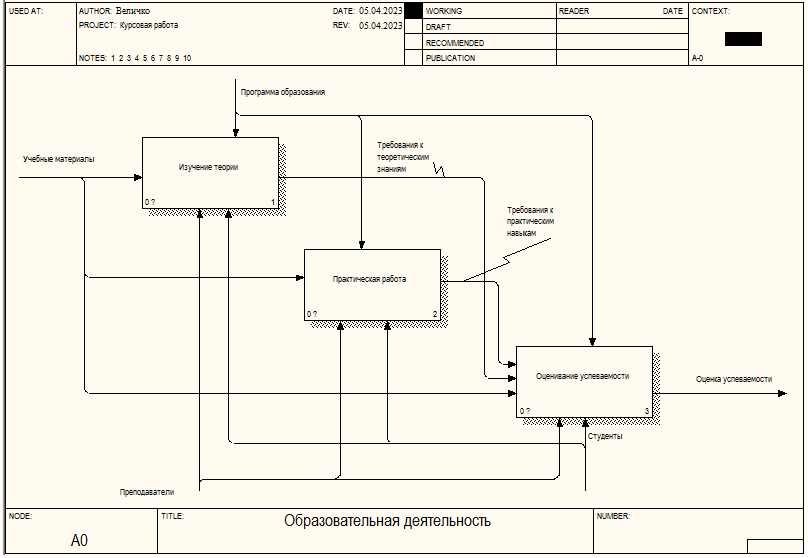 USED AT:
AUTHOR: Величко
DATE: 05.04.2023
WORKING
READER
DATE
CONTEXT:
PROJECT: Курсовая работа
REV: 05.04.2023
DRAFT
RECOMMENDED
NOTES: 1 2 3 4 5 6 7 8 9 10
PUBLICATION
A-0
Программа образования
Учебные материалы
Изучение теории
0 ?
1
Требования к
теоретическим
знаниям
Требования к
практическим
навыкам
Практическая работа
0 ?
2
Оценивание успеваемости
0 ?
3
Оценка успеваемости
Студенты
Преподаватели
NODE:
TITLE:
NUMBER:
A0
Образовательная деятельность